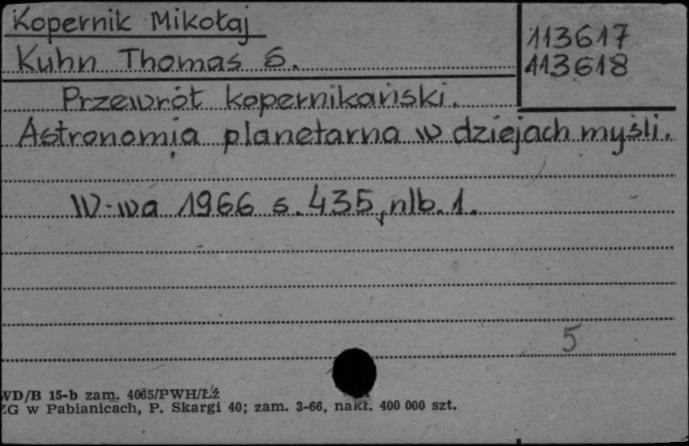 Kopernik Mikołaj
113617
Kuhn Thomas S.
113618
Przewrót kopernikański.
Astronomia planetarna w dziejach myśli.
W-wa 1966 s. 435, nlb. 1.
5
WD/B 15-b zam. 4065/PWH/Łż
ZG w Pabianicach, P. Skargi 40; zam. 3-66, nakł. 400 000 szt.